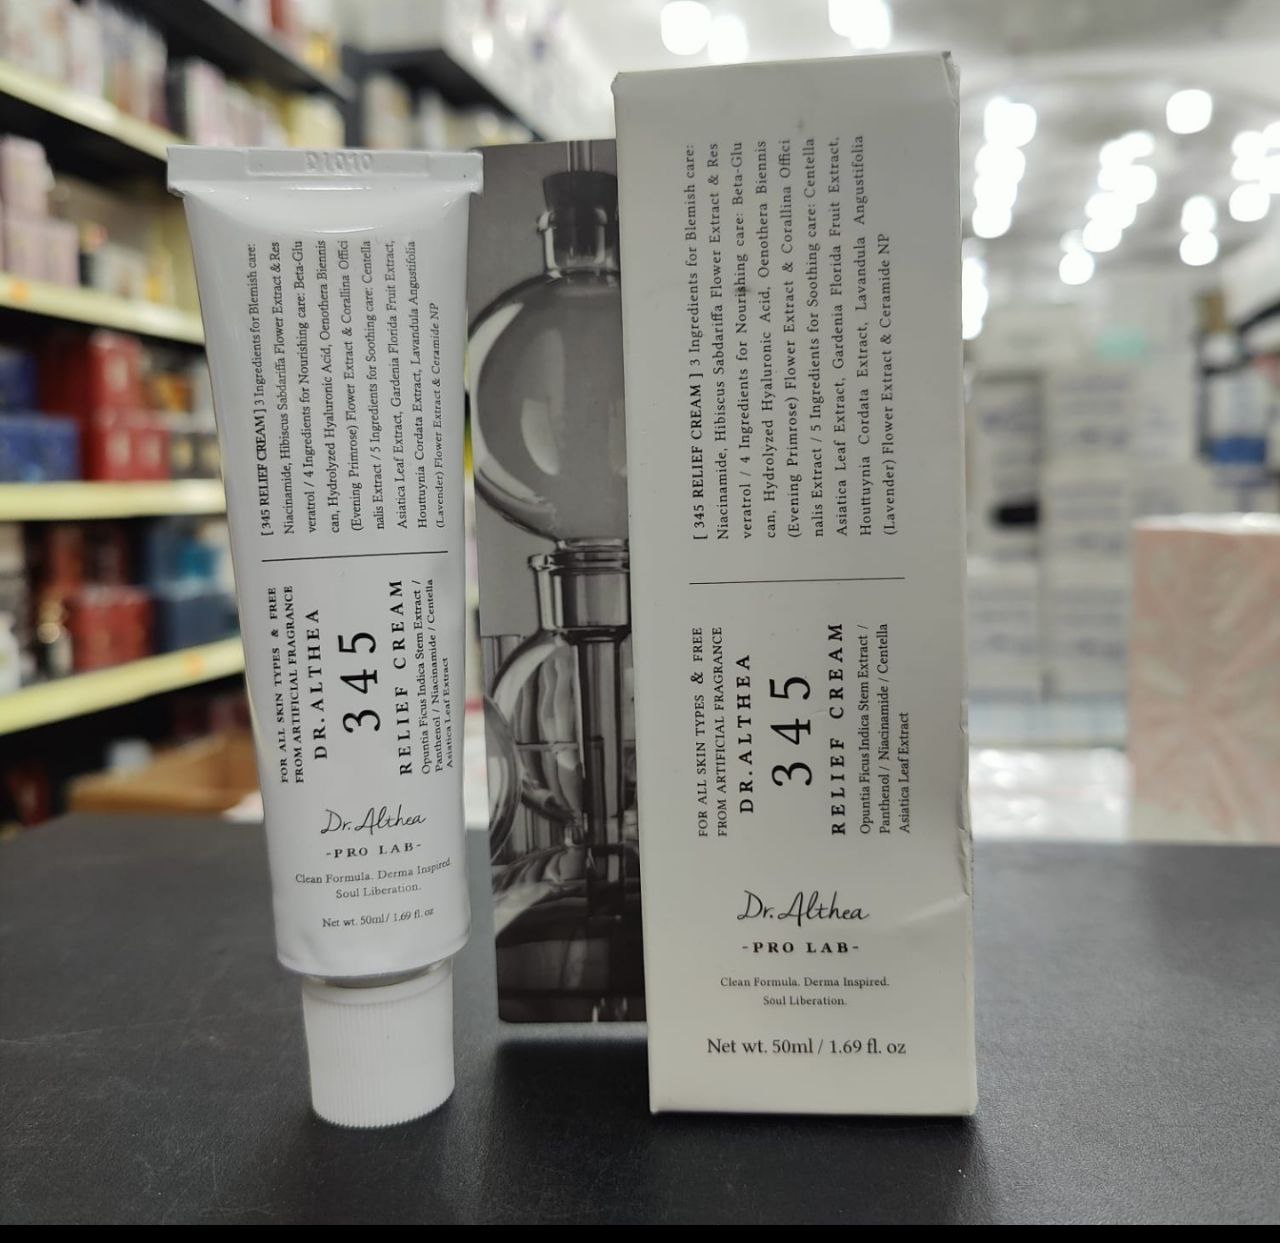 [ 345 RELIEF CREAM ] 3 Ingredients for Blemish care:
Niacinamide, Hibiscus Sabdariffa Flower Extract & Res
veratrol / 4 Ingredients for Nourishing care: Beta-Glu
can, Hydrolyzed Hyaluronic Acid, Oenothera Biennis
(Evening Primrose) Flower Extract & Corallina Offici
nalis Extract / 5 Ingredients for Soothing care: Centella
Asiatica Leaf Extract, Gardenia Florida Fruit Extract,
Houttuynia Cordata Extract, Lavandula Angustifolia
(Lavender) Flower Extract & Ceramide NP
FOR ALL SKIN TYPES & FREE
FROM ARTIFICIAL FRAGRANCE
DR.ALTHEA
345
RELIEF CREAM
Opuntia Ficus Indica Stem Extract /
Panthenol / Niacinamide / Centella
Asiatica Leaf Extract
Dr.Althea
-PRO LAB-
Clean Formula. Derma Inspired.
Soul Liberation.
Net wt. 50ml/ 1.69 fl. oz
[ 345 RELIEF CREAM ] 3 Ingredients for Blemish care:
Niacinamide, Hibiscus Sabdariffa Flower Extract & Res
veratrol / 4 Ingredients for Nourishing care: Beta-Glu
can, Hydrolyzed Hyaluronic Acid, Oenothera Biennis
(Evening Primrose) Flower Extract & Corallina Offici
nalis Extract / 5 Ingredients for Soothing care: Centella
Asiatica Leaf Extract, Gardenia Florida Fruit Extract,
Houttuynia Cordata Extract, Lavandula Angustifolia
(Lavender) Flower Extract & Ceramide NP
FOR ALL SKIN TYPES & FREE
FROM ARTIFICIAL FRAGRANCE
DR.ALTHEA
345
RELIEF CREAM
Opuntia Ficus Indica Stem Extract /
Panthenol / Niacinamide / Centella
Asiatica Leaf Extract
Dr.Althea
-PRO LAB-
Clean Formula. Derma Inspired.
Soul Liberation.
Net wt. 50ml / 1.69 fl. oz